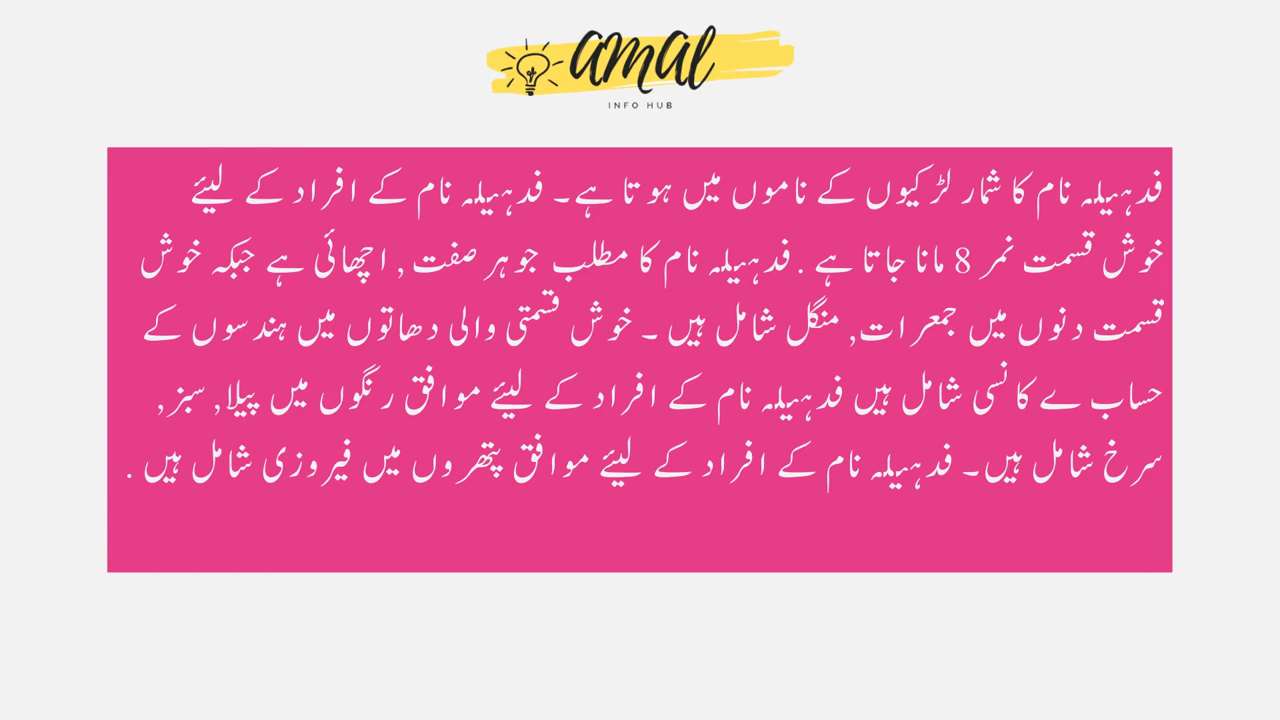 amal
INFO HUB
فدہیلہ نام کا شمار لڑکیوں کے ناموں میں ہوتا ہے۔ فدہیلہ نام کے افراد کے لیئے
خوش قسمت نمر 8 مانا جاتا ہے .فدہیلہ نام کا مطلب جوہر صفت , اچھائی ہے جبکہ خوش
قسمت دنوں میں جمعرات, منگل شامل ہیں ۔ خوش قسمتی والی دھاتوں میں ہندسوں کے
حساب ے کانسی شامل ہیں فدہیلہ نام کے افراد کے لیئے موافق رنگوں میں پیلا, سبز,
سرخ شامل ہیں۔ فدہیلہ نام کے افراد کے لیئے موافق پتھروں میں فیروزی شامل ہیں .